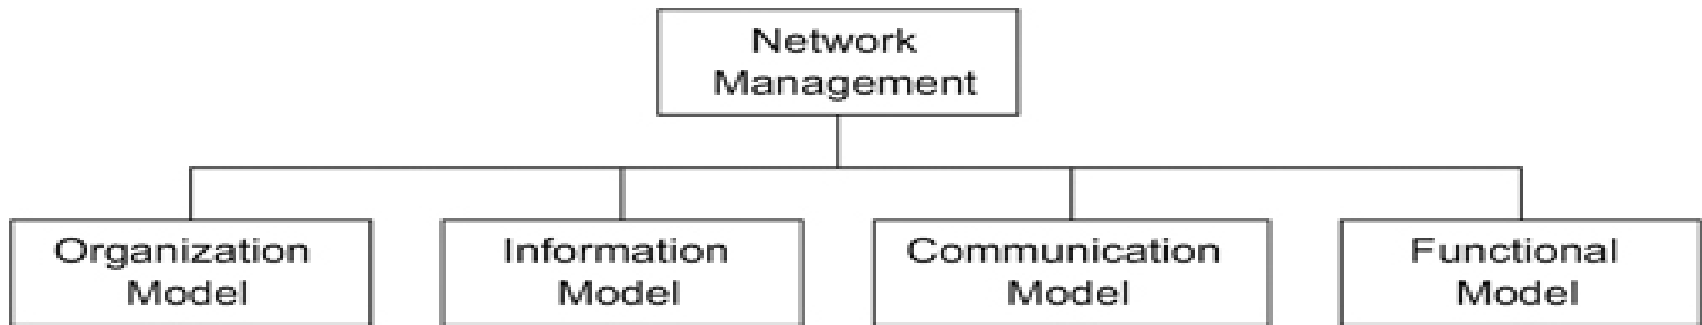 Network
Management
Organization
Model
Information
Model
Communication
Model
Functional
Model